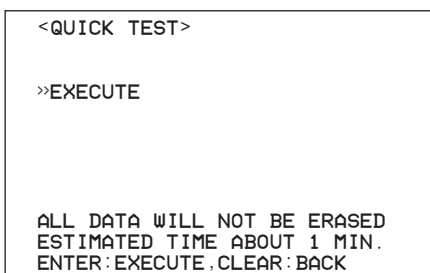 <QUICK TEST>
»EXECUTE
ALL DATA WILL NOT BE ERASED
ESTIMATED TIME ABOUT 1 MIN.
ENTER:EXECUTE,CLEAR:BACK